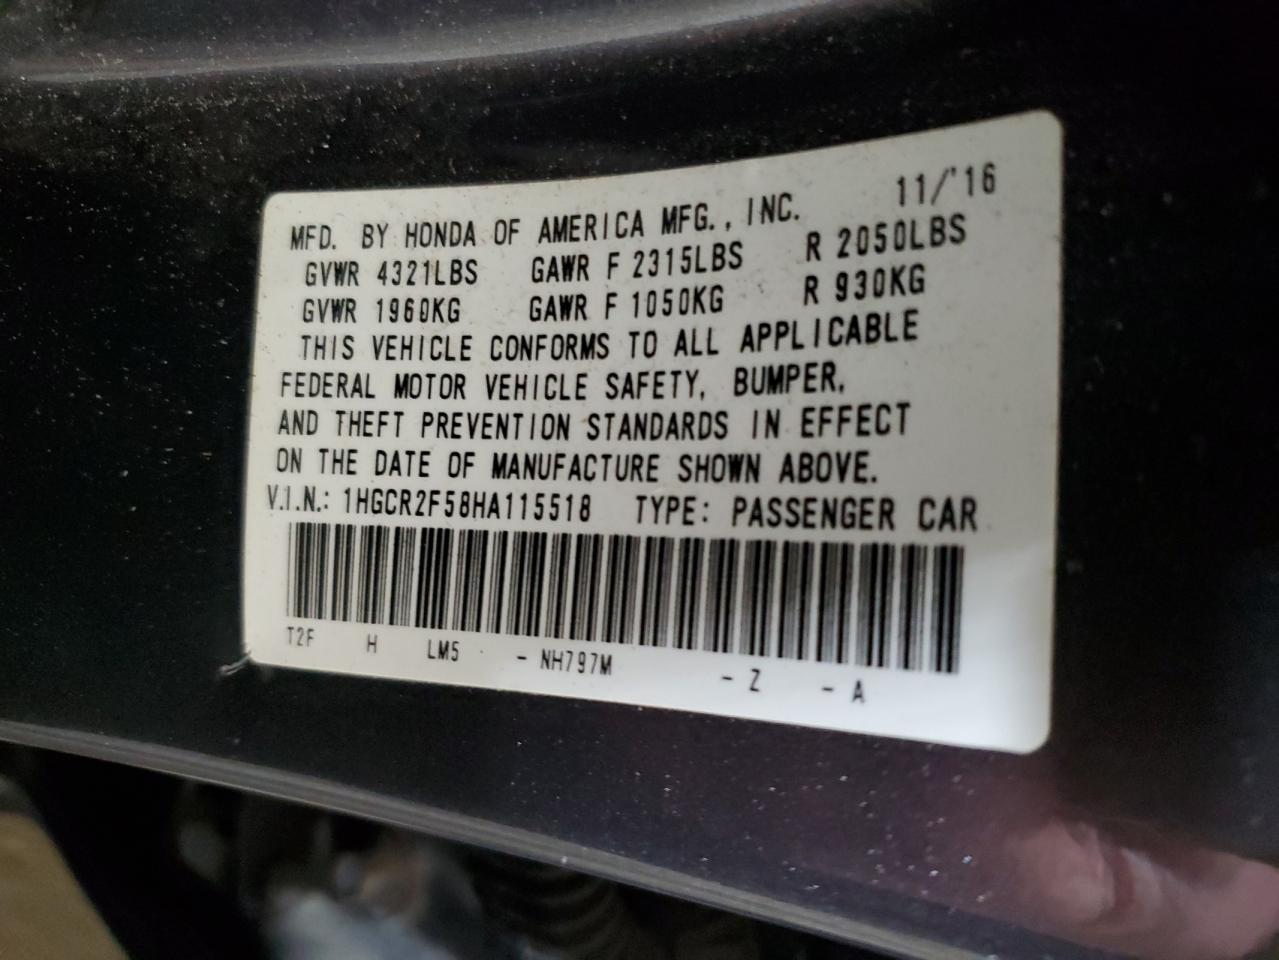 MFD. BY HONDA OF AMERICA MFG., INC. 11/'16
GVWR 4321LBS GAWR F 2315LBS R 2050LBS
GVWR 1960KG GAWR F 1050KG R 930KG
THIS VEHICLE CONFORMS TO ALL APPLICABLE
FEDERAL MOTOR VEHICLE SAFETY, BUMPER,
AND THEFT PREVENTION STANDARDS IN EFFECT
ON THE DATE OF MANUFACTURE SHOWN ABOVE.
V.I.N.: 1HGCR2F58HA115518 TYPE: PASSENGER CAR
T2F H LM5 - NH797M - Z - A